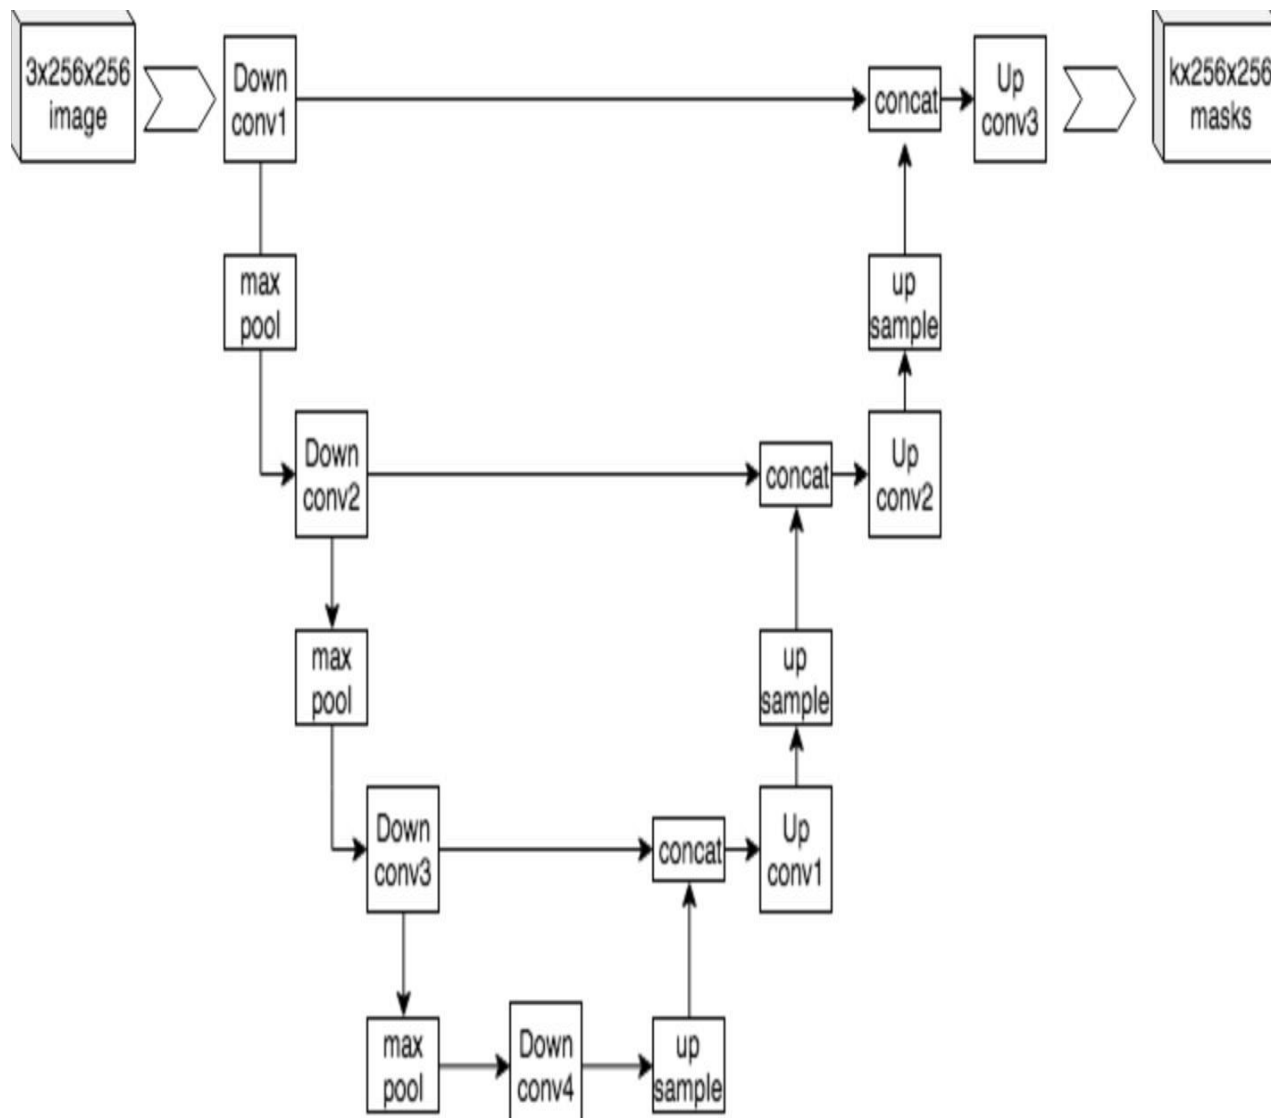 3x256x256
image
Down
conv1
concat
Up
conv3
kx256x256
masks
max
pool
up
sample
Down
conv2
concat
Up
conv2
max
pool
up
sample
Down
conv3
concat
Up
conv1
max
pool
Down
conv4
up
sample